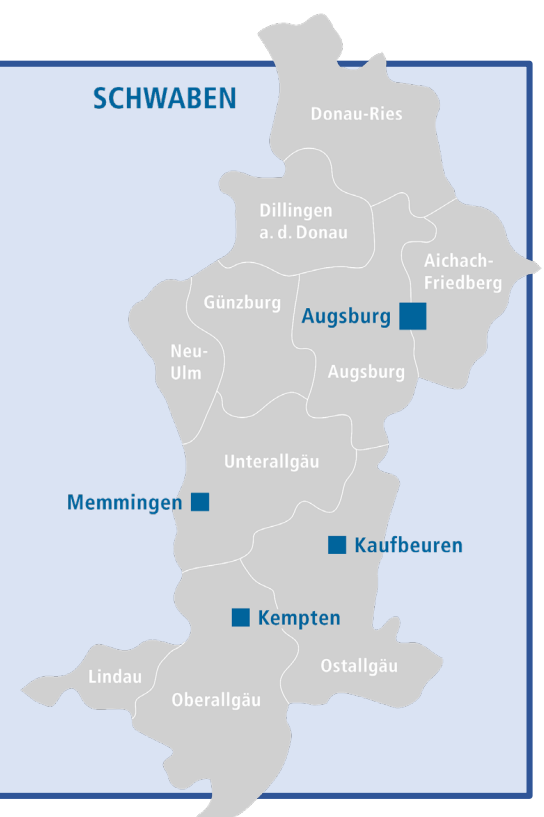 SCHWABEN
Donau-Ries
Dillingen
a. d. Donau
Aichach-
Friedberg
Günzburg
Augsburg
Neu-
Ulm
Augsburg
Unterallgäu
Memmingen
Kaufbeuren
Kempten
Ostallgäu
Lindau
Oberallgäu